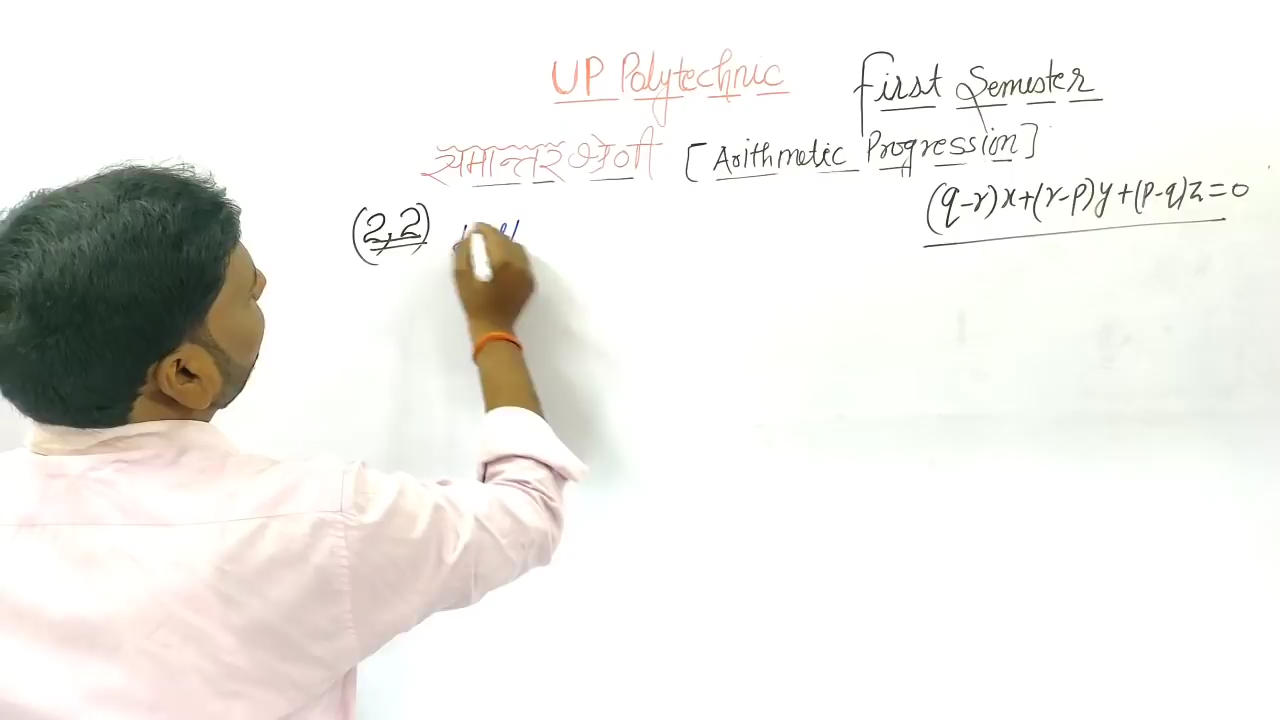 UP Polytechnic First Semester
समान्तर श्रेणी [Arithmetic Progression]
(q-r)x+(r-p)y+(p-q)z=0
(2,2)